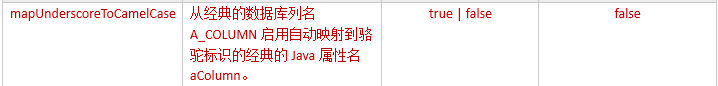 mapUnderscoreToCamelCase
从经典的数据库列名
A_COLUMN 启用自动映射到骆
驼标识的经典的 Java 属性名
aColumn。
true | false
false